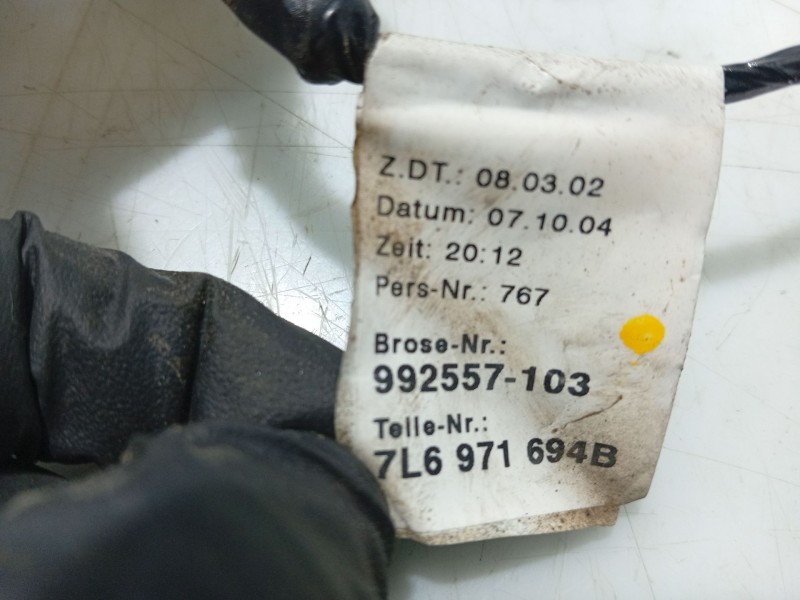 Z.DT.: 08.03.02
Datum: 07.10.04
Zeit: 20:12
Pers-Nr.: 767
Brose-Nr.:
992557-103
Teile-Nr.:
7L6 971 694B